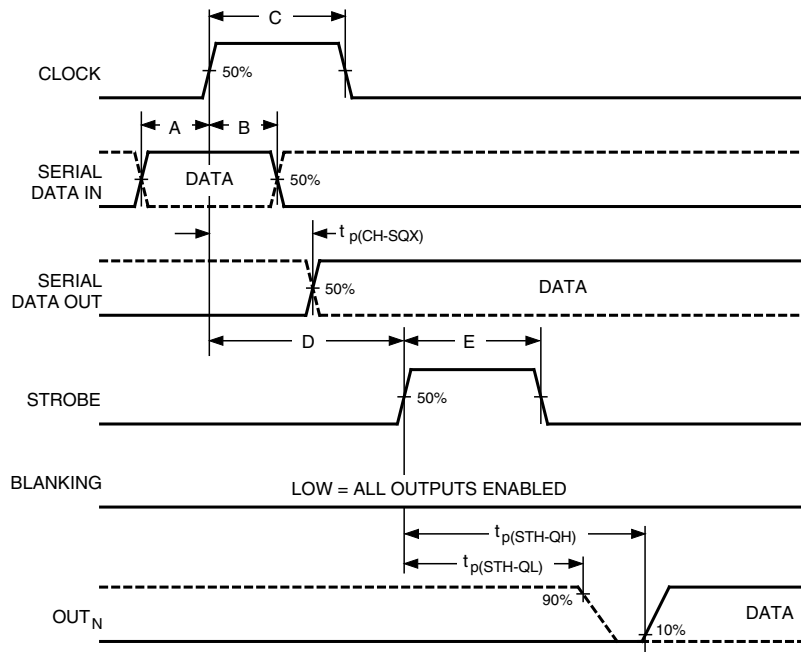 C
CLOCK
50%
A
B
SERIAL
DATA IN
DATA
50%
t p(CH-SQX)
SERIAL
DATA OUT
50%
DATA
D
E
STROBE
50%
BLANKING
LOW = ALL OUTPUTS ENABLED
t p(STH-QH)
t p(STH-QL)
OUT N
90%
10%
DATA